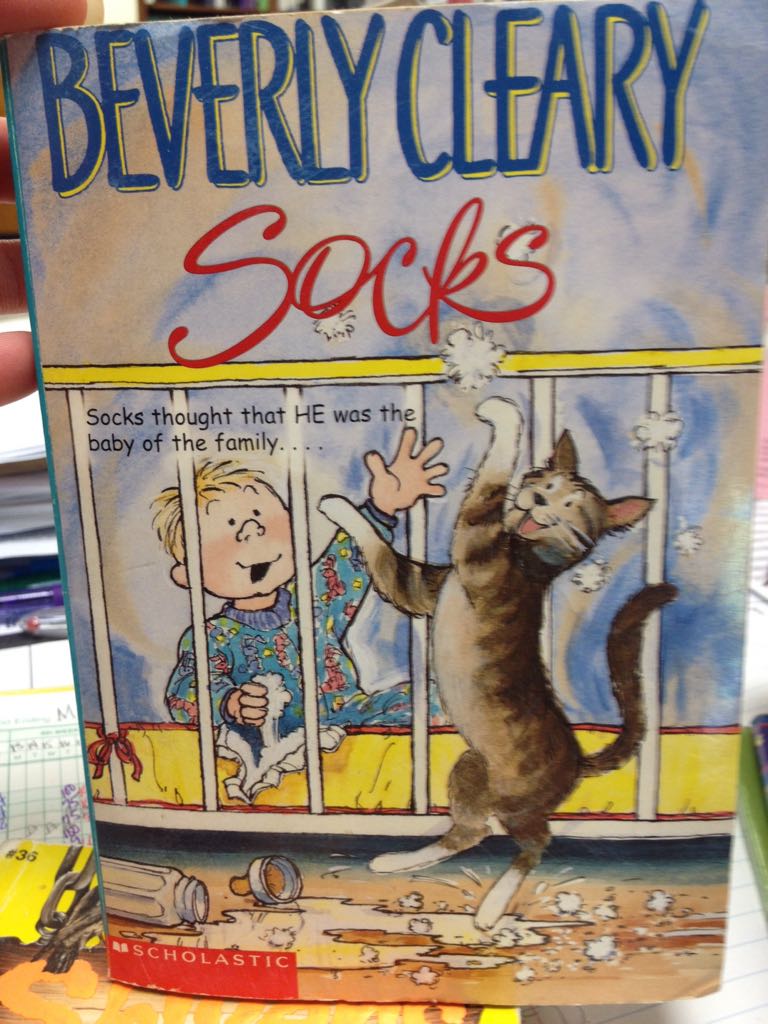 BEVERLY CLEARY
Socks
Socks thought that HE was the
baby of the family. . . .
SCHOLASTIC
#36